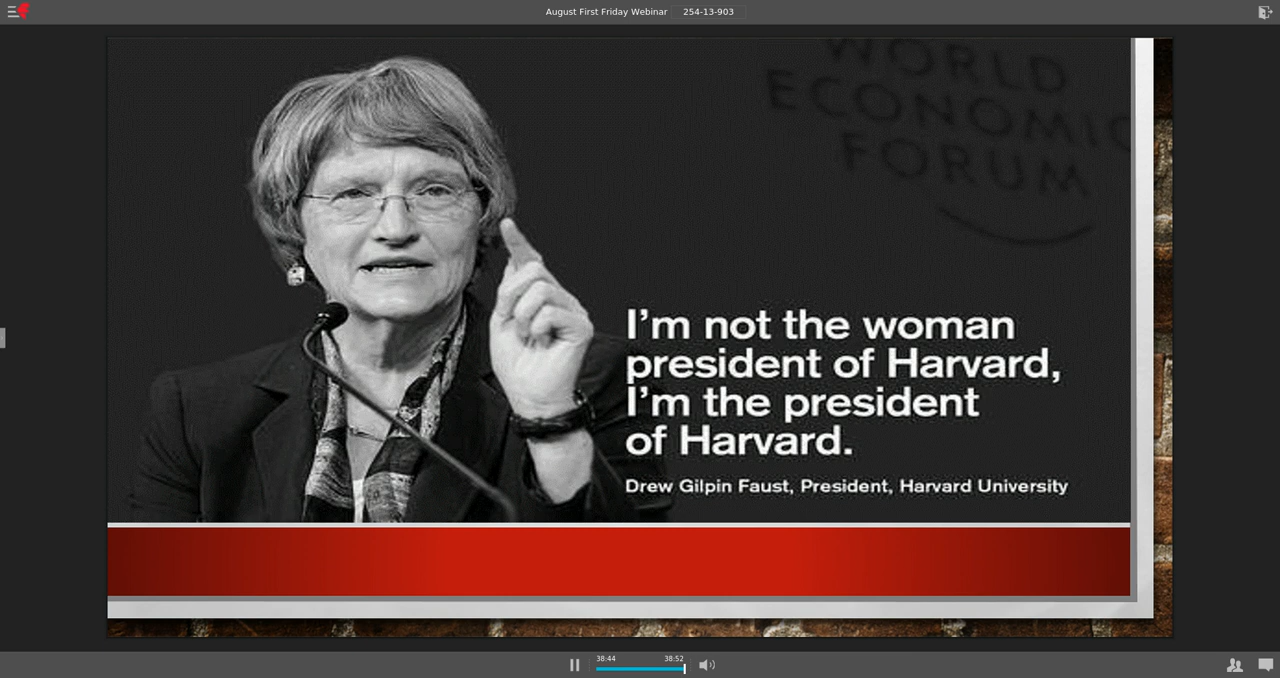 August First Friday Webinar 254-13-903
WORLD
ECONOMIC
FORUM
I'm not the woman
president of Harvard,
I'm the president
of Harvard.
Drew Gilpin Faust, President, Harvard University
38:44 38:52